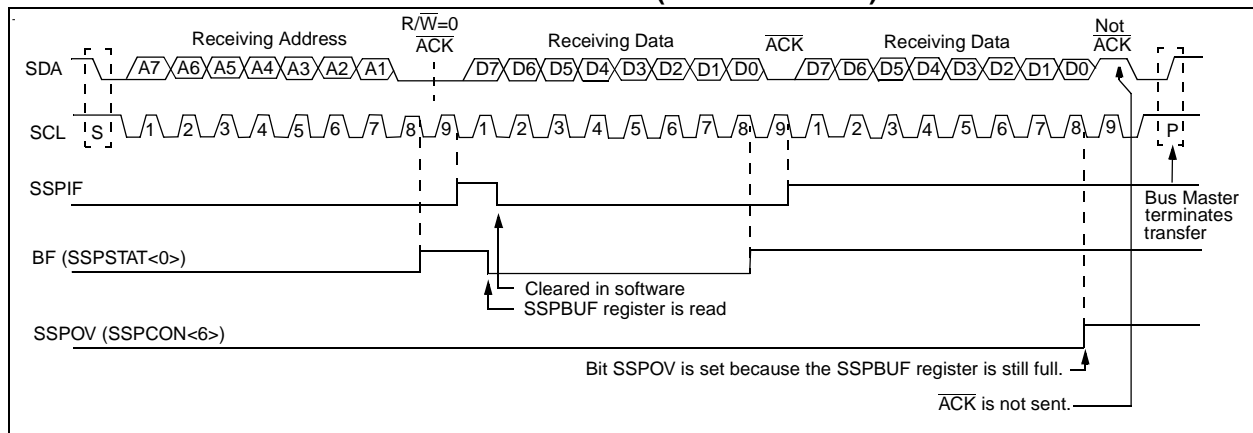 R/W=0
Receiving Address ACK Receiving Data ACK Receiving Data Not ACK
SDA A7 A6 A5 A4 A3 A2 A1 D7 D6 D5 D4 D3 D2 D1 D0 D7 D6 D5 D4 D3 D2 D1 D0
SCL S 1 2 3 4 5 6 7 8 9 1 2 3 4 5 6 7 8 9 1 2 3 4 5 6 7 8 9 P
SSPIF
Bus Master
terminates
transfer
BF (SSPSTAT<0>)
Cleared in software
SSPBUF register is read
SSPOV (SSPCON<6>)
Bit SSPOV is set because the SSPBUF register is still full.
ACK is not sent.